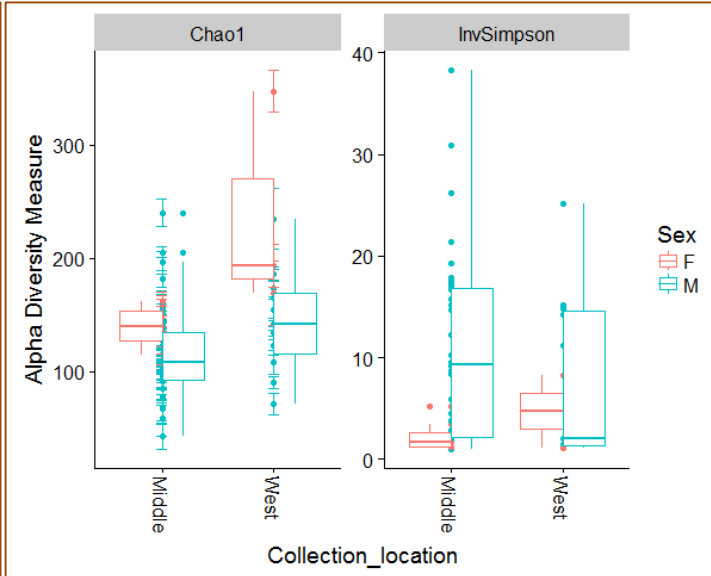 Chao1
InvSimpson
Alpha Diversity Measure
300
200
100
40
30
20
10
0
Middle
West
Middle
West
Collection_location
Sex
F
M